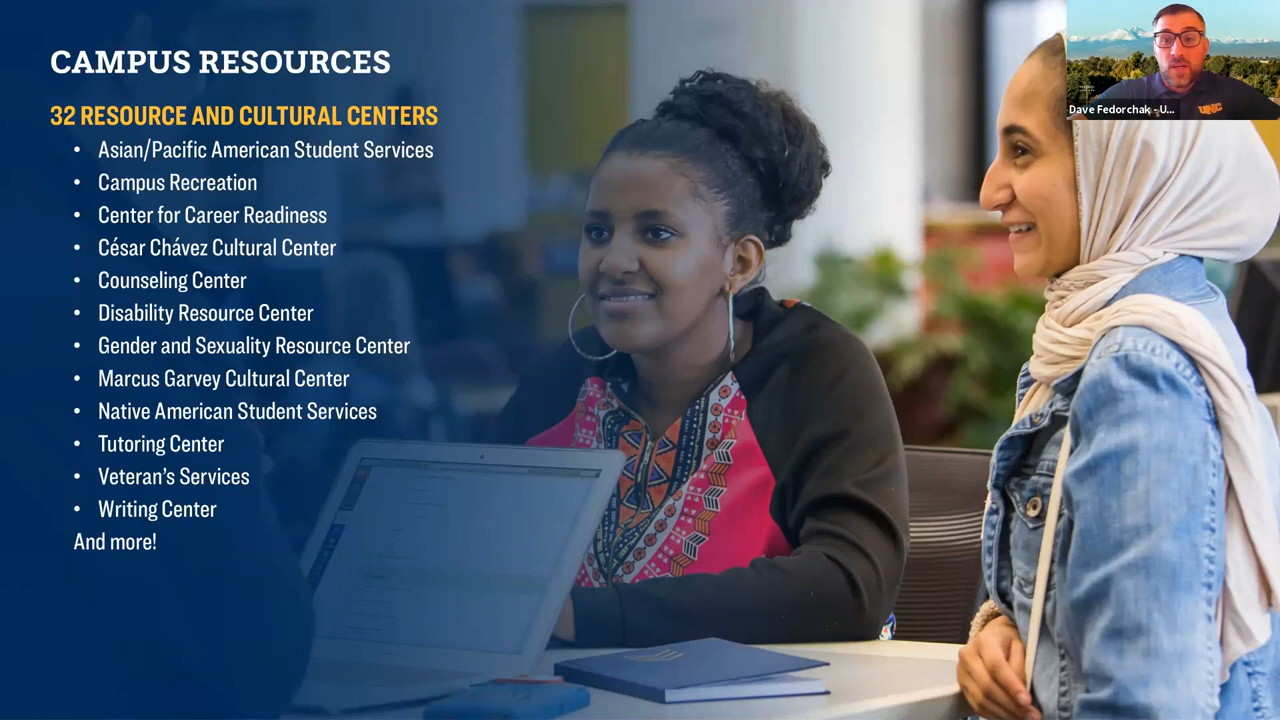 CAMPUS RESOURCES
32 RESOURCE AND CULTURAL CENTERS
• Asian/Pacific American Student Services
• Campus Recreation
• Center for Career Readiness
• César Chávez Cultural Center
• Counseling Center
• Disability Resource Center
• Gender and Sexuality Resource Center
• Marcus Garvey Cultural Center
• Native American Student Services
• Tutoring Center
• Veteran's Services
• Writing Center
And more!
Dave Fedorchak - U...
UNC